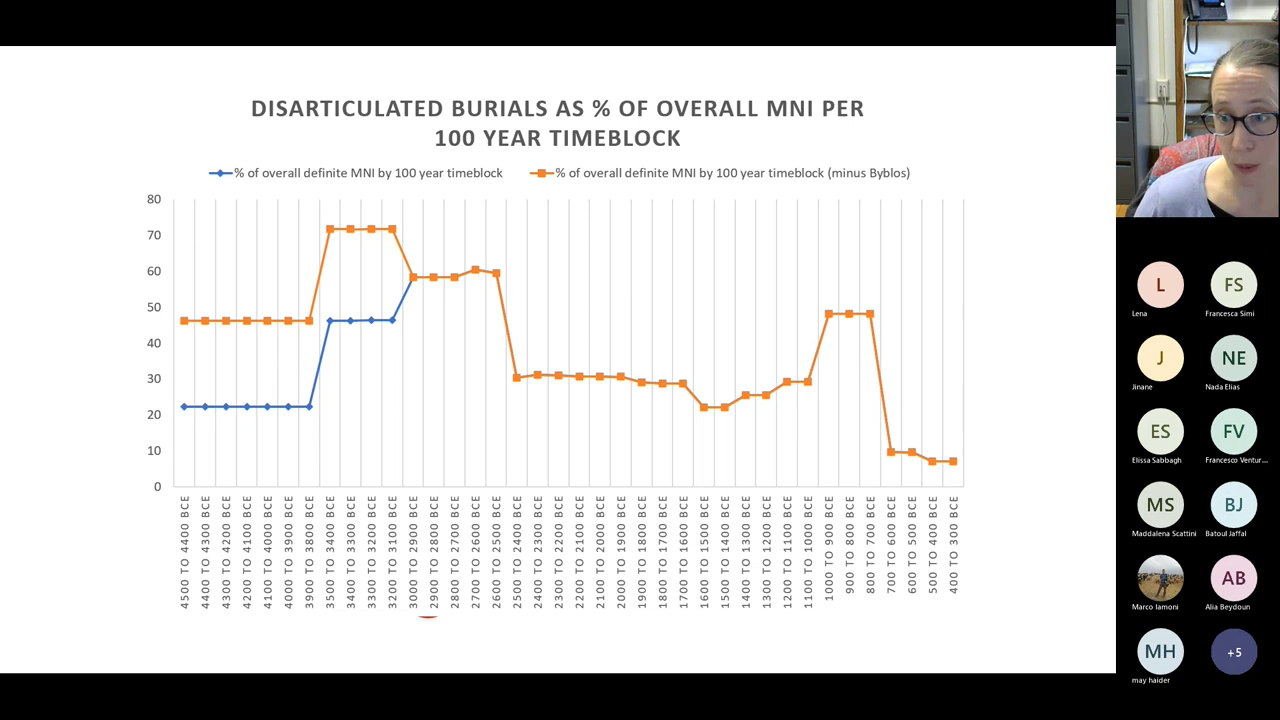 DISARTICULATED BURIALS AS % OF OVERALL MNI PER
100 YEAR TIMEBLOCK
% of overall definite MNI by 100 year timeblock
% of overall definite MNI by 100 year timeblock (minus Byblos)
80
70
60
50
40
30
20
10
0
4500 TO 4400 BCE
4400 TO 4300 BCE
4300 TO 4200 BCE
4200 TO 4100 BCE
4100 TO 4000 BCE
4000 TO 3900 BCE
3900 TO 3800 BCE
3500 TO 3400 BCE
3400 TO 3300 BCE
3300 TO 3200 BCE
3200 TO 3100 BCE
3000 TO 2900 BCE
2900 TO 2800 BCE
2800 TO 2700 BCE
2700 TO 2600 BCE
2600 TO 2500 BCE
2500 TO 2400 BCE
2400 TO 2300 BCE
2300 TO 2200 BCE
2200 TO 2100 BCE
2100 TO 2000 BCE
2000 TO 1900 BCE
1900 TO 1800 BCE
1800 TO 1700 BCE
1700 TO 1600 BCE
1600 TO 1500 BCE
1500 TO 1400 BCE
1400 TO 1300 BCE
1300 TO 1200 BCE
1200 TO 1100 BCE
1100 TO 1000 BCE
1000 TO 900 BCE
900 TO 800 BCE
800 TO 700 BCE
700 TO 600 BCE
600 TO 500 BCE
500 TO 400 BCE
400 TO 3000 BCE
L
Lena
FS
Francesca Simi
J
Jinane
NE
Nada Elias
ES
Elissa Sabbagh
FV
Francesco Ventur...
MS
Maddalena Scattini
BJ
Batoul Jaffal
Marco Iamoni
AB
Alia Beydoun
MH
may haider
+5